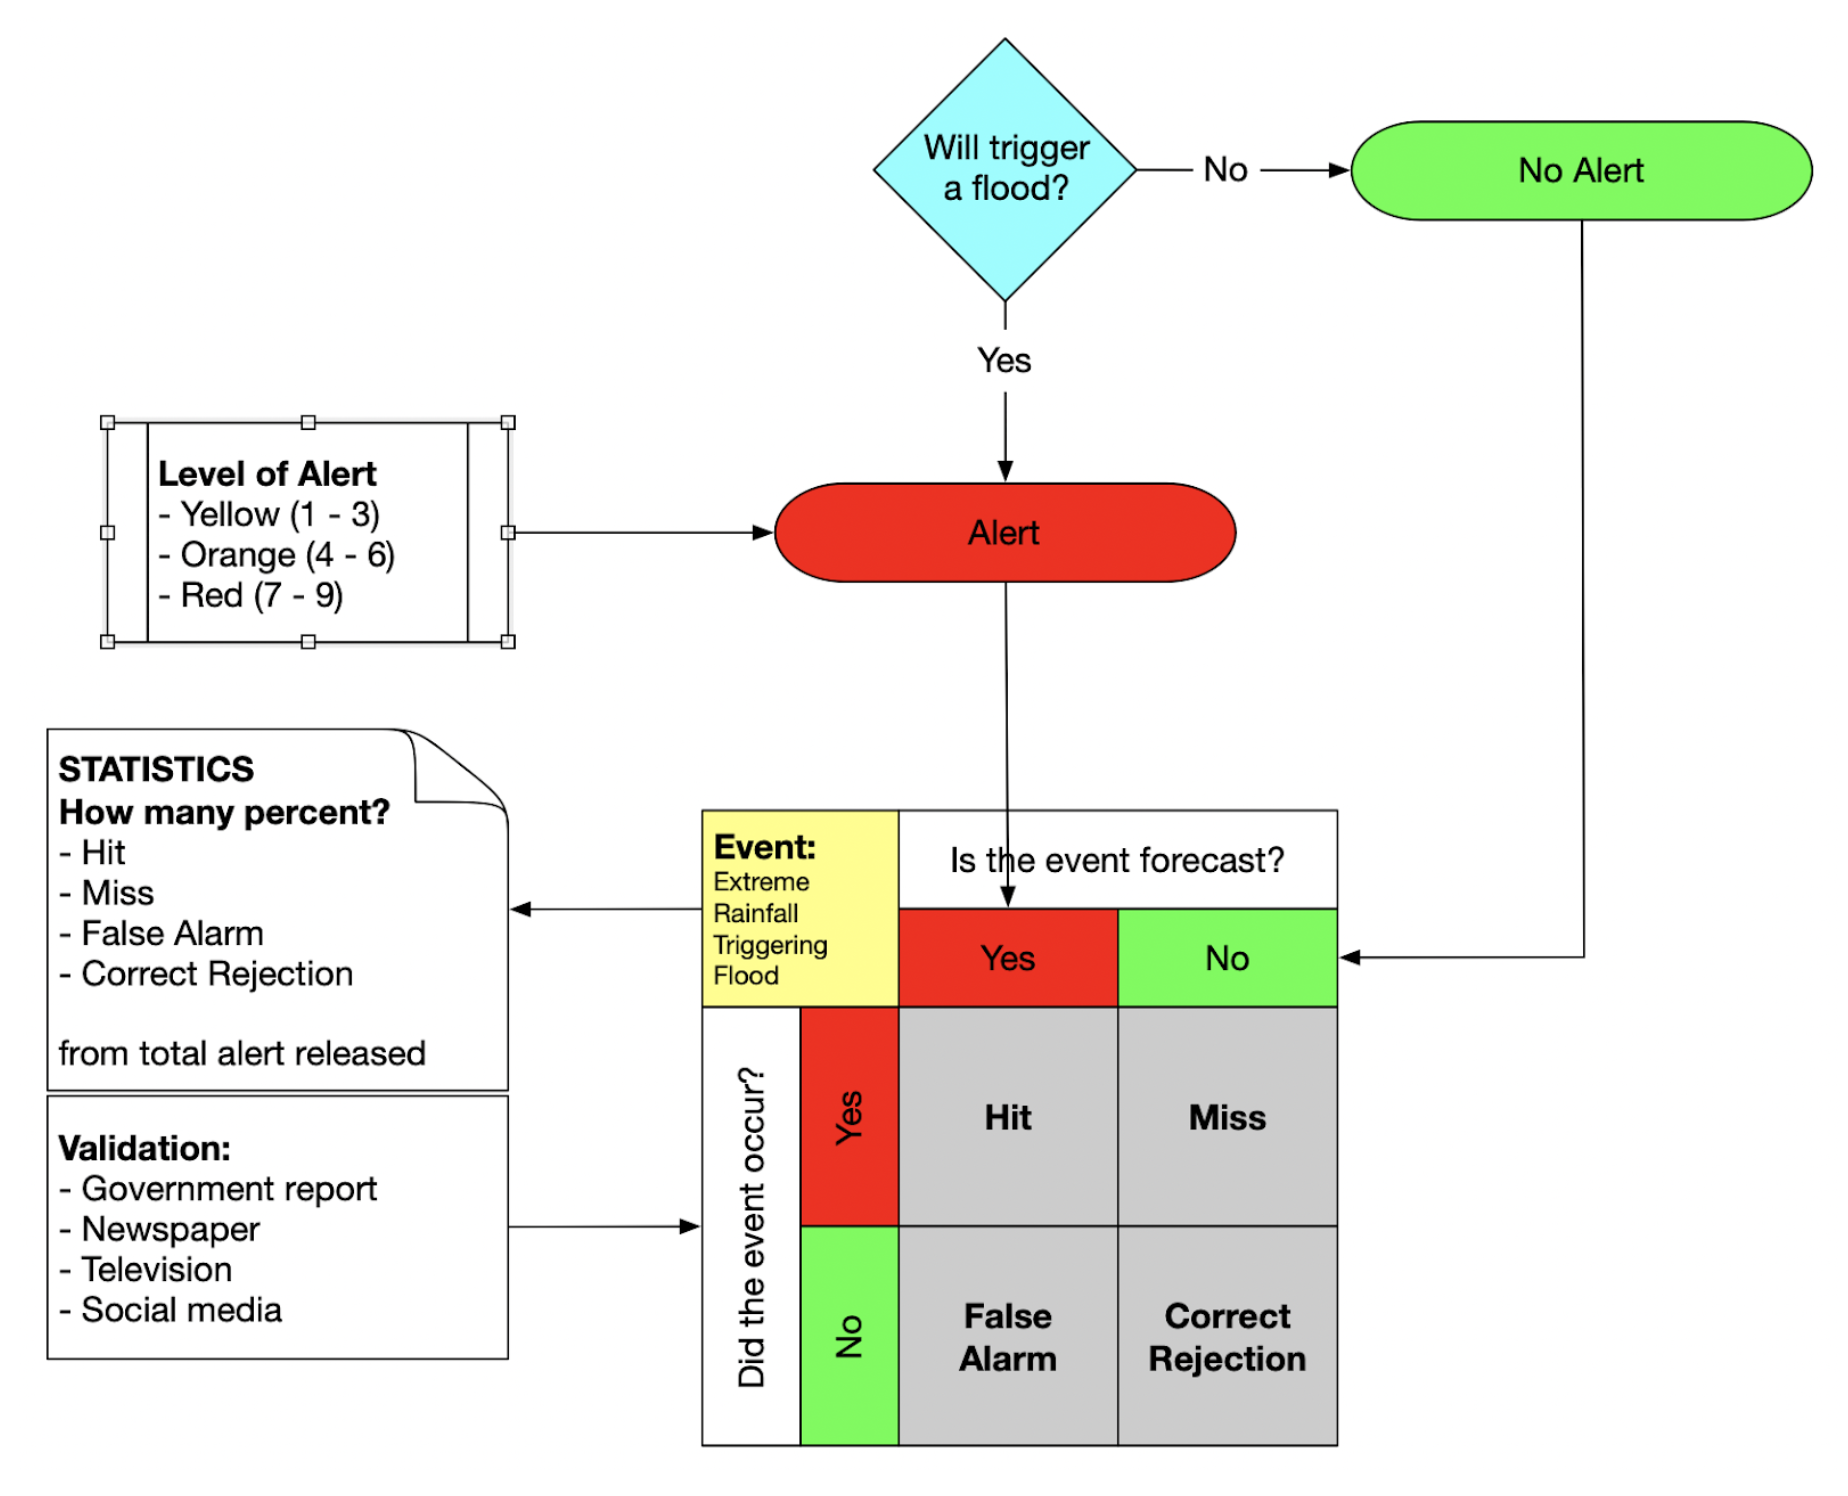 Will trigger
a flood?
No
No Alert
Yes
Level of Alert
- Yellow (1 - 3)
- Orange (4 - 6)
- Red (7 - 9)
Alert
STATISTICS
How many percent?
- Hit
- Miss
- False Alarm
- Correct Rejection
from total alert released
Event:
Extreme
Rainfall
Triggering
Flood
Is the event forecast?
Yes
No
Validation:
- Government report
- Newspaper
- Television
- Social media
Did the event occur?
Yes
Hit
Miss
No
False
Alarm
Correct
Rejection